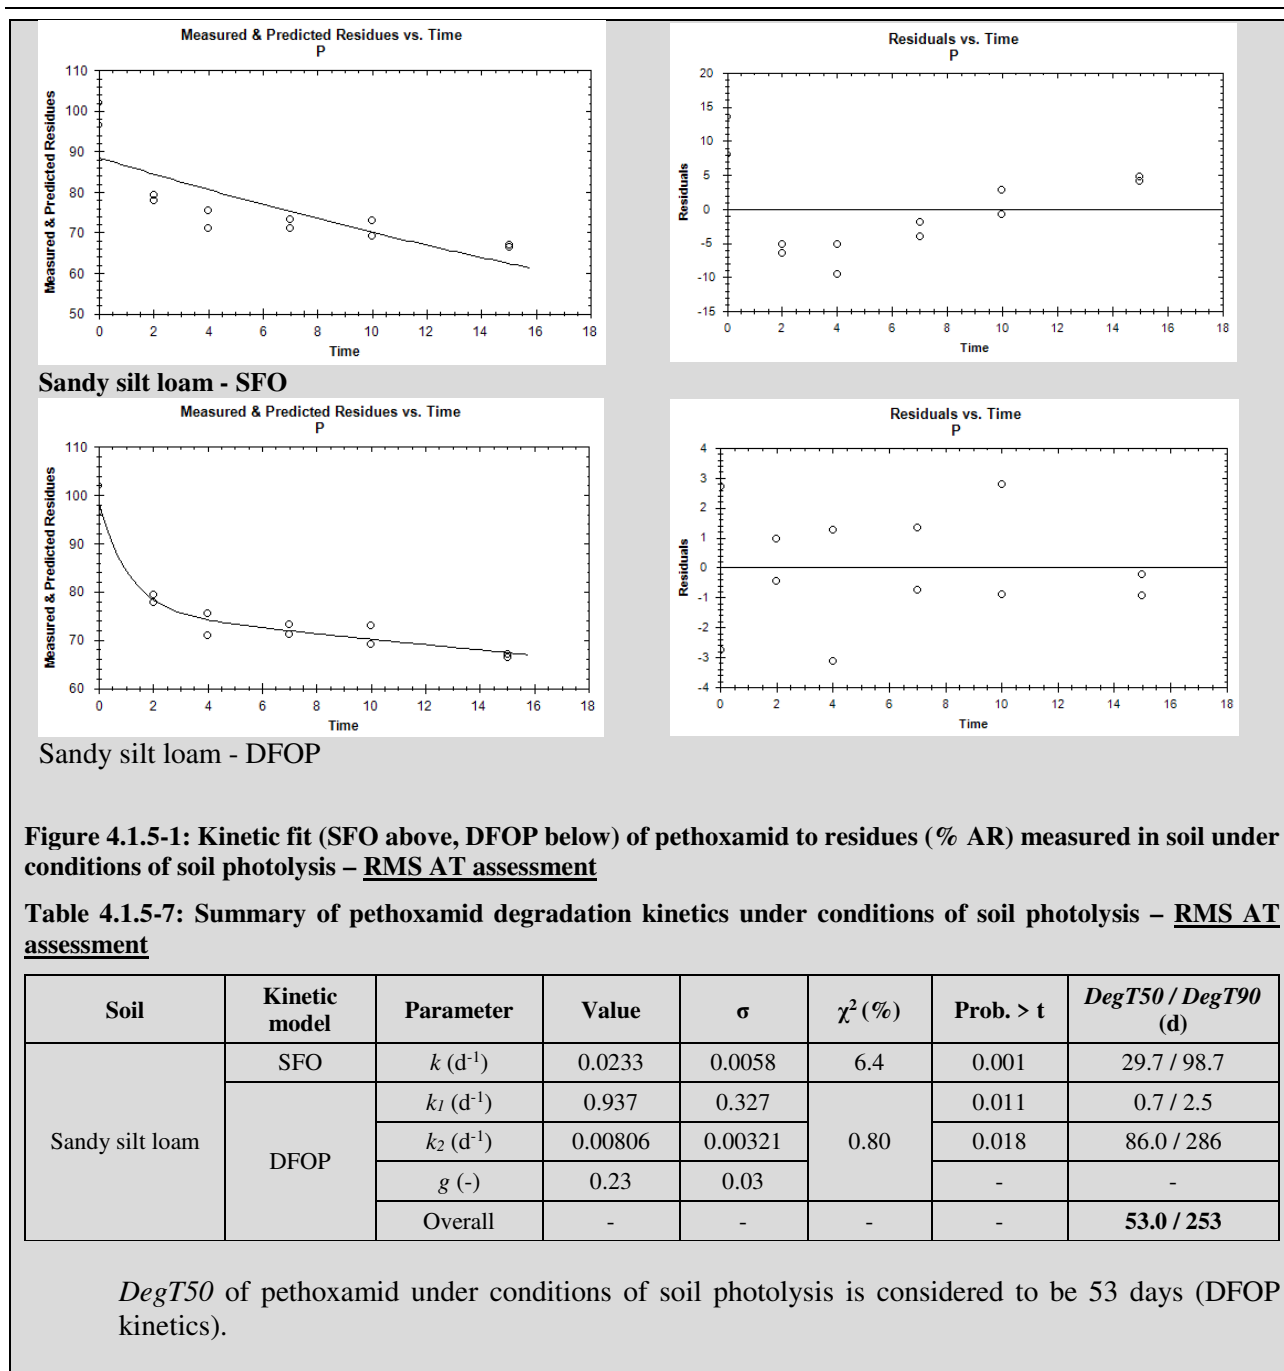 Measured & Predicted Residues vs. Time
P
Measured & Predicted Residues
110
100
90
80
70
60
50
0 2 4 6 8 10 12 14 16 18
Time
Residuals vs. Time
P
Residuals
20
15
10
5
0
-5
-10
-15
0 2 4 6 8 10 12 14 16 18
Time
Sandy silt loam - SFO
Measured & Predicted Residues vs. Time
P
Measured & Predicted Residues
110
100
90
80
70
60
0 2 4 6 8 10 12 14 16 18
Time
Residuals vs. Time
P
Residuals
4
3
2
1
0
-1
-2
-3
-4
0 2 4 6 8 10 12 14 16 18
Time
Sandy silt loam - DFOP
Figure 4.1.5-1: Kinetic fit (SFO above, DFOP below) of pethoxamid to residues (% AR) measured in soil under
conditions of soil photolysis – RMS AT assessment
Table 4.1.5-7: Summary of pethoxamid degradation kinetics under conditions of soil photolysis – RMS AT
assessment
Soil Kinetic model Parameter Value σ χ² (%) Prob. > t DegT50 / DegT90 (d)
Sandy silt loam SFO k (d⁻¹) 0.0233 0.0058 6.4 0.001 29.7 / 98.7
DFOP k₁ (d⁻¹) 0.937 0.327 0.80 0.011 0.7 / 2.5
k₂ (d⁻¹) 0.00806 0.00321 0.018 86.0 / 286
g (-) 0.23 0.03 - -
Overall - - - - 53.0 / 253
DegT50 of pethoxamid under conditions of soil photolysis is considered to be 53 days (DFOP
kinetics).